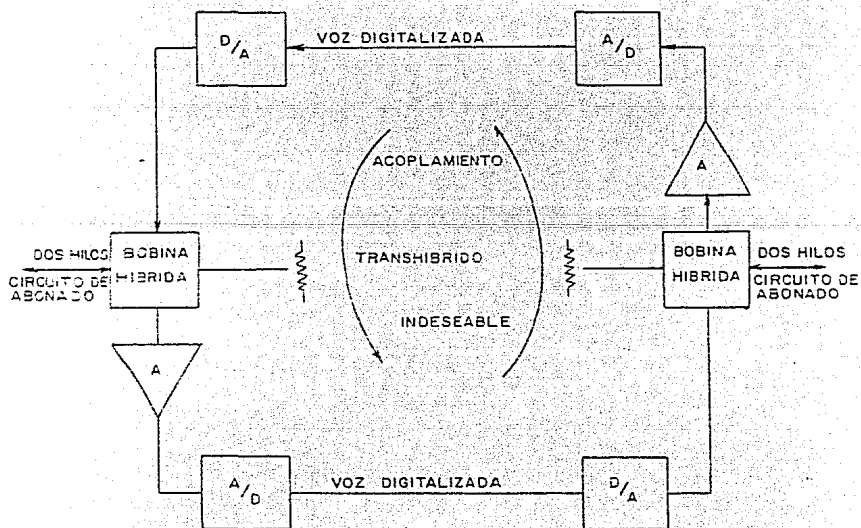 D/A
VOZ DIGITALIZADA
A/D
ACOPLAMIENTO
A
DOS HILOS
CIRCUITO DE
ABONADO
BOBINA
HIBRIDA
TRANSHIBRIDO
BOBINA
HIBRIDA
DOS HILOS
CIRCUITO DE
ABONADO
INDESEABLE
A
A/D
VOZ DIGITALIZADA
D/A